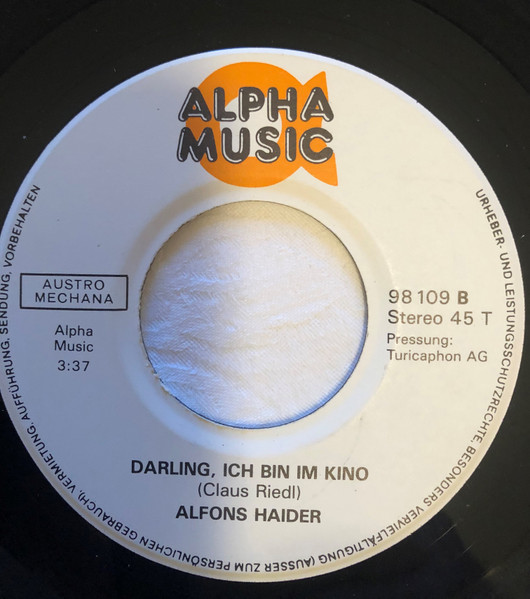 ALPHA
MUSIC
AUSTRO
MECHANA
Alpha
Music
3:37
98 109 B
Stereo 45 T
Pressung:
Turicaphon AG
DARLING, ICH BIN IM KINO
(Claus Riedl)
ALFONS HAIDER
URHEBER- UND LEISTUNGSSCHUTZRECHTE, BESONDERS VERVIELFÄLTIGUNG (AUSSER ZUM PERSÖNLICHEN GEBRAUCH), VERMIETUNG, AUFFÜHRUNG, SENDUNG, VORBEHALTEN